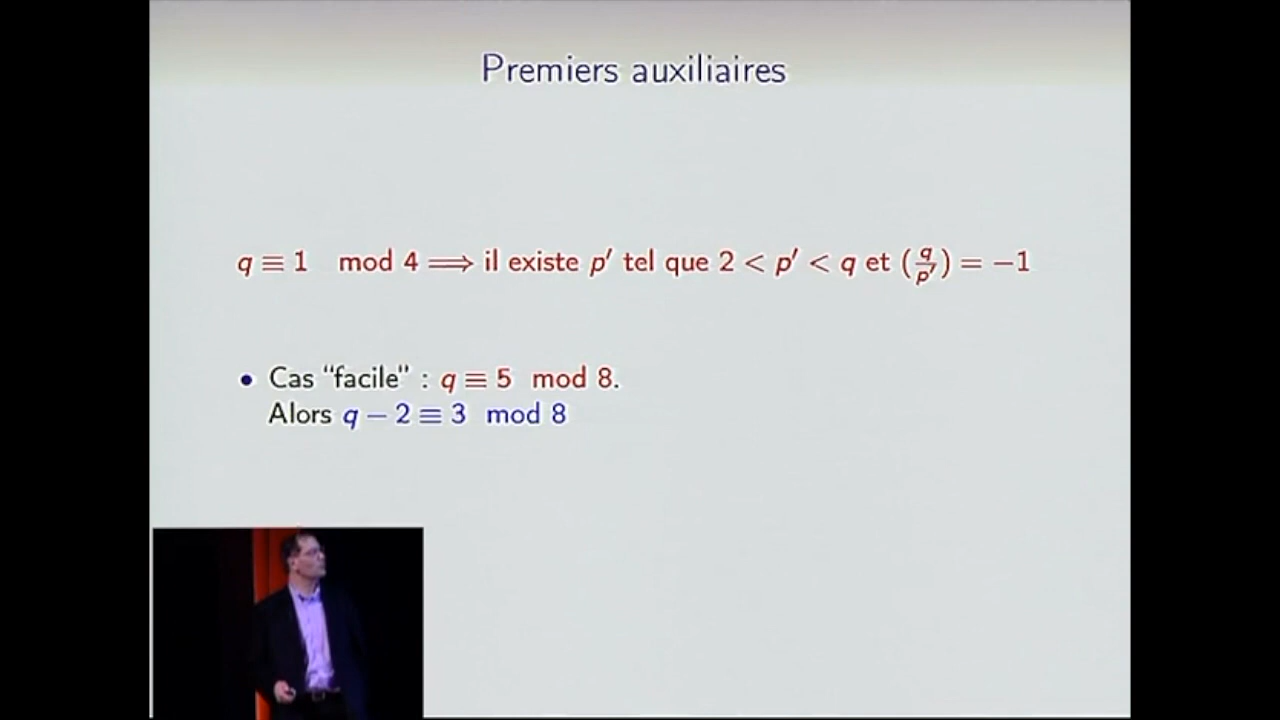 Premiers auxiliaires
q ≡ 1 mod 4 ⟹ il existe p′ tel que 2 < p′ < q et (q/p′) = −1
• Cas “facile” : q ≡ 5 mod 8.
Alors q − 2 ≡ 3 mod 8